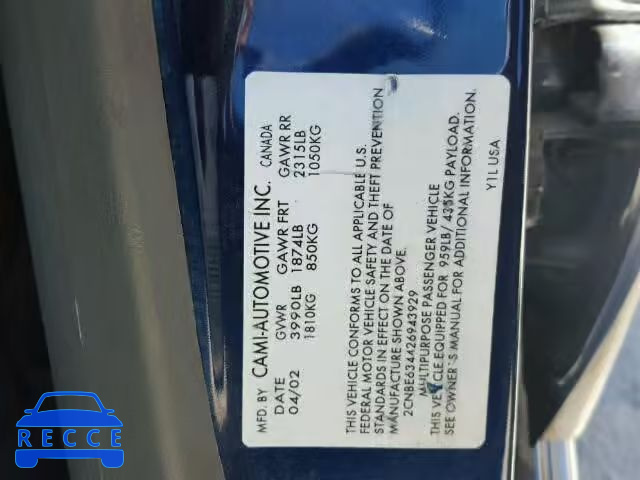 MFD. BY CAMI-AUTOMOTIVE INC. CANADA
DATE GVWR GAWR FRT GAWR RR
04/02 3990LB 1874LB 2315LB
1810KG 850KG 1050KG
THIS VEHICLE CONFORMS TO ALL APPLICABLE U.S.
FEDERAL MOTOR VEHICLE SAFETY AND THEFT PREVENTION
STANDARDS IN EFFECT ON THE DATE OF
MANUFACTURE SHOWN ABOVE.
2CNBE634426943929
MULTIPURPOSE PASSENGER VEHICLE
THIS VEHICLE EQUIPPED FOR 959LB/ 435KG PAYLOAD.
SEE OWNER'S MANUAL FOR ADDITIONAL INFORMATION.
Y1LUSA
RECCE